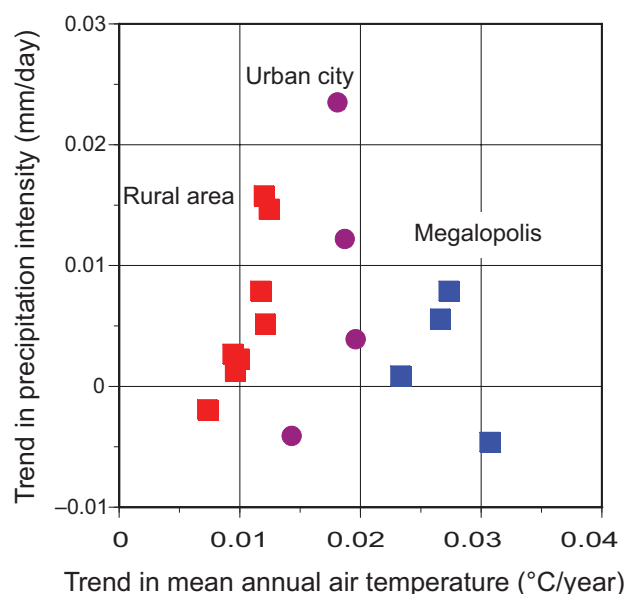 0.03
Urban city
0.02
Rural area
Megalopolis
0.01
0
–0.01
0 0.01 0.02 0.03 0.04
Trend in precipitation intensity (mm/day)
Trend in mean annual air temperature (°C/year)